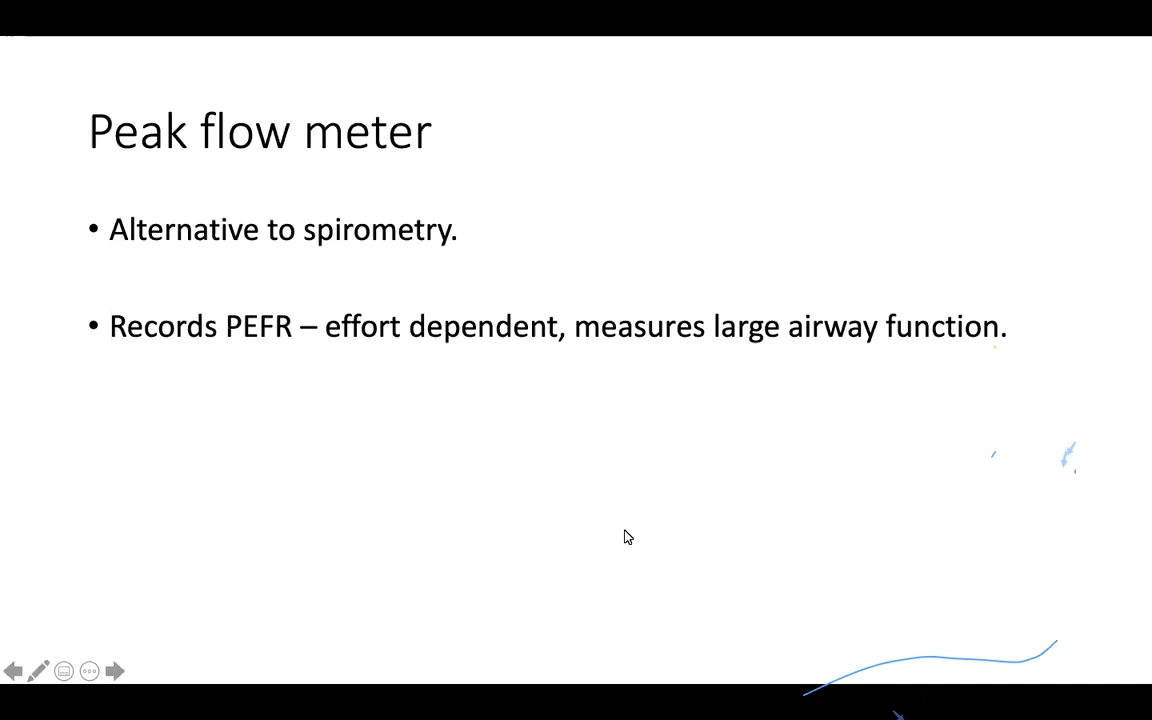 Peak flow meter
• Alternative to spirometry.
• Records PEFR – effort dependent, measures large airway function.